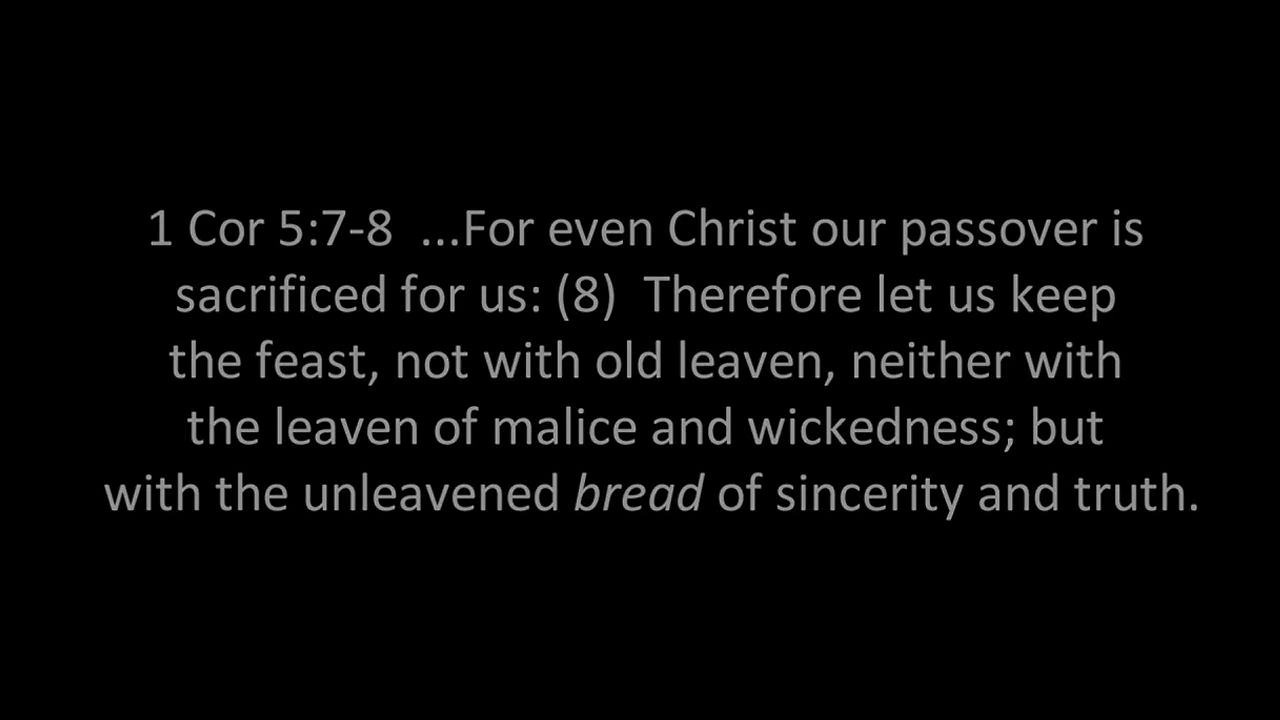 1 Cor 5:7-8  ...For even Christ our passover is
sacrificed for us: (8)  Therefore let us keep
the feast, not with old leaven, neither with
the leaven of malice and wickedness; but
with the unleavened bread of sincerity and truth.